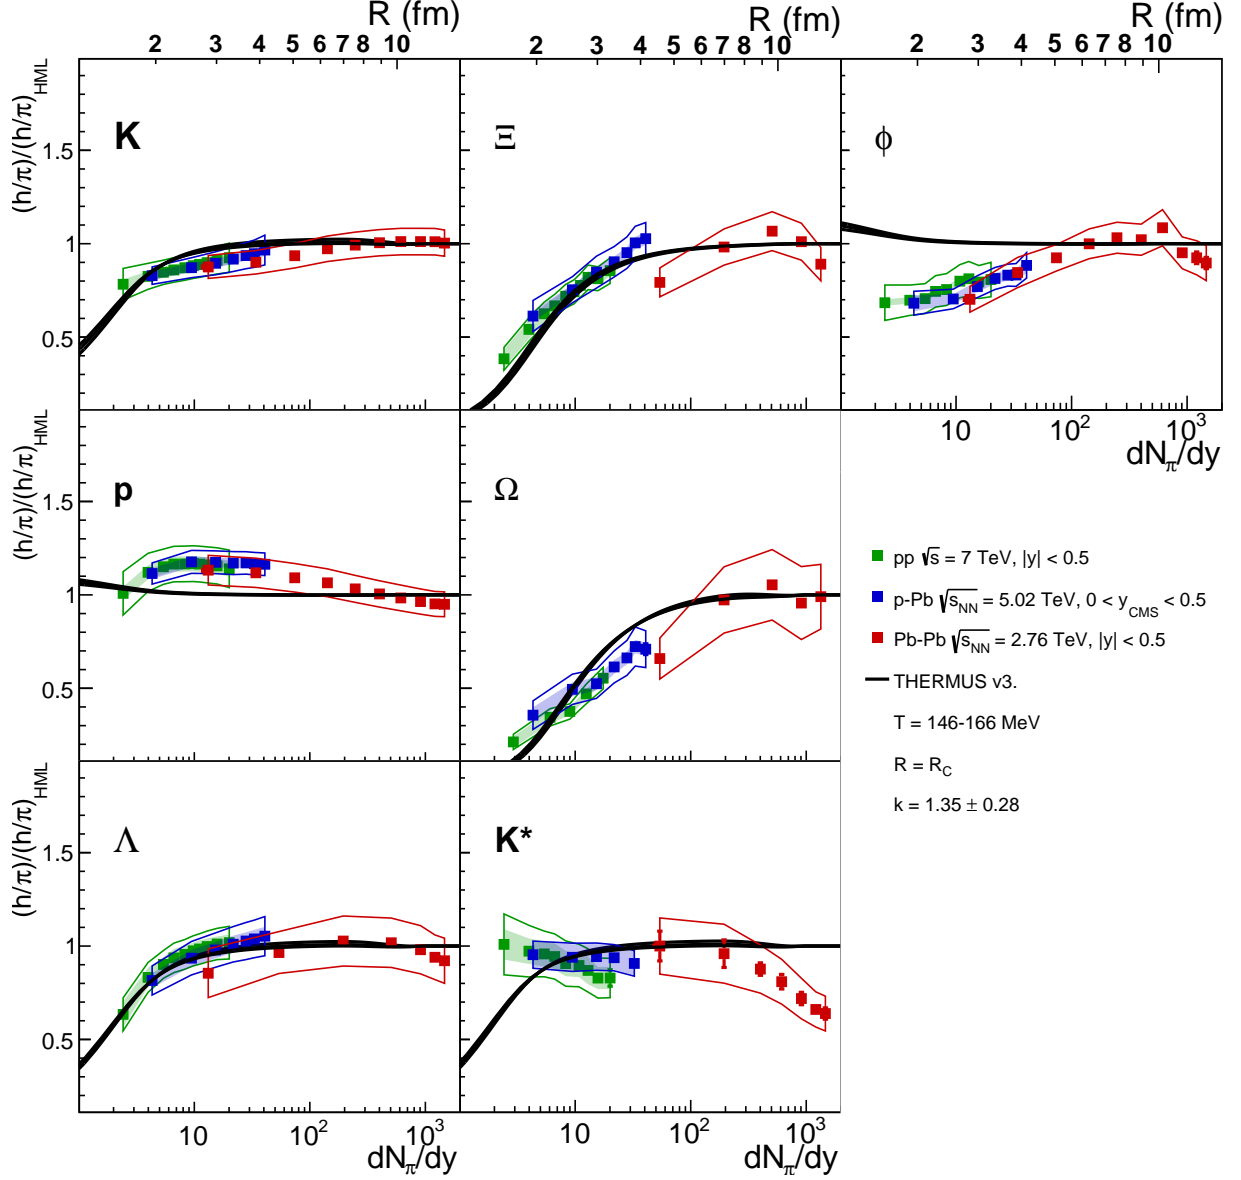 R (fm) R (fm) R (fm)
2 3 4 5 6 7 8 10 2 3 4 5 6 7 8 10 2 3 4 5 6 7 8 10
(h/π)/(h/π)HML
K Ξ ϕ
1.5
1
0.5
10 10² 10³
dNπ/dy
(h/π)/(h/π)HML
p Ω
1.5
1
0.5
pp √s = 7 TeV, |y| < 0.5
p-Pb √sNN = 5.02 TeV, 0 < yCMS < 0.5
Pb-Pb √sNN = 2.76 TeV, |y| < 0.5
THERMUS v3.
T = 146-166 MeV
R = RC
k = 1.35 ± 0.28
(h/π)/(h/π)HML
Λ K*
1.5
1
0.5
10 10² 10³ 10 10² 10³
dNπ/dy dNπ/dy